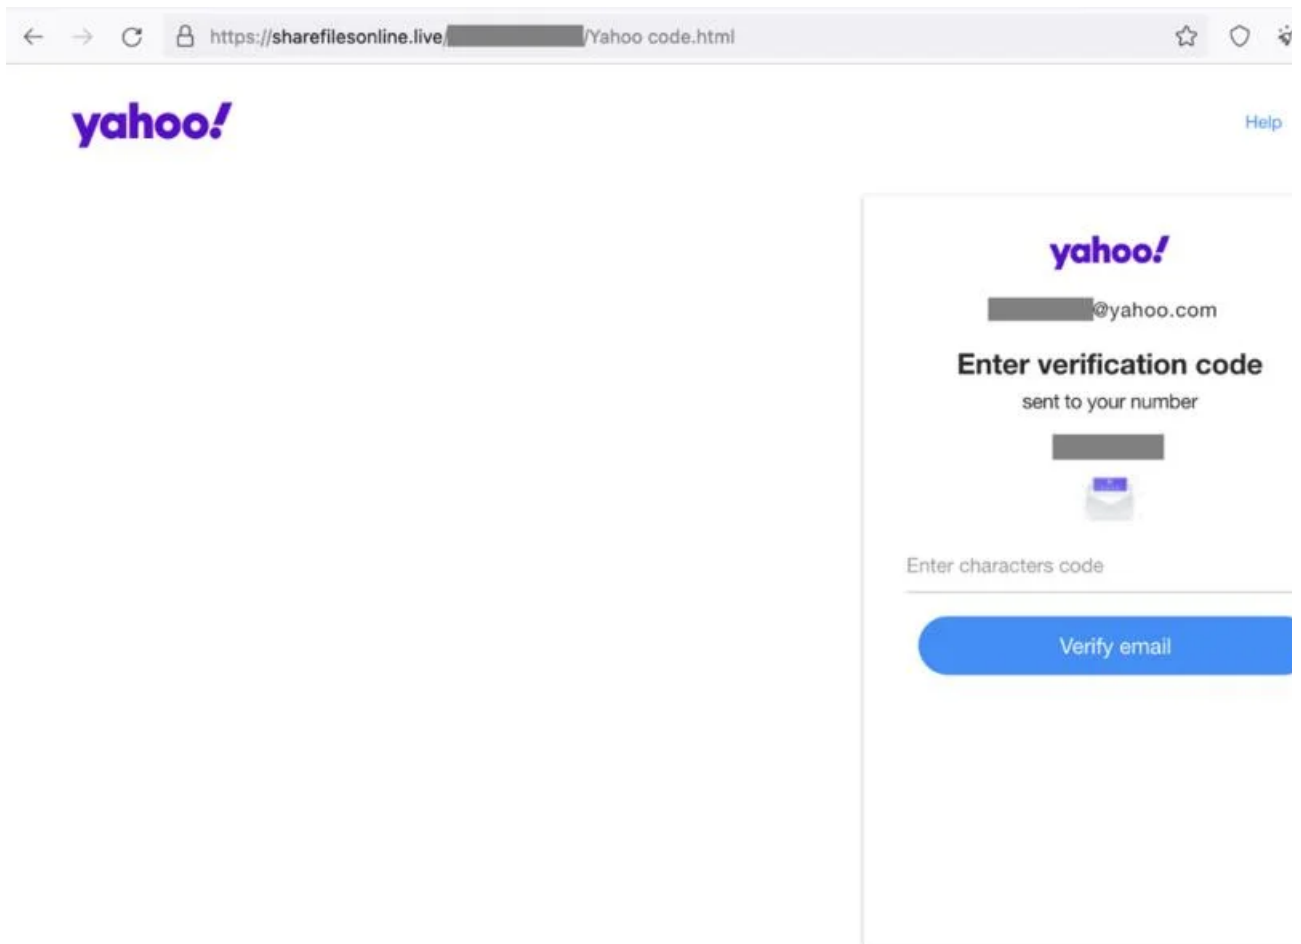 https://sharefilesonline.live/ /Yahoo code.html
yahoo!
Help
yahoo!
@yahoo.com
Enter verification code
sent to your number
Enter characters code
Verify email